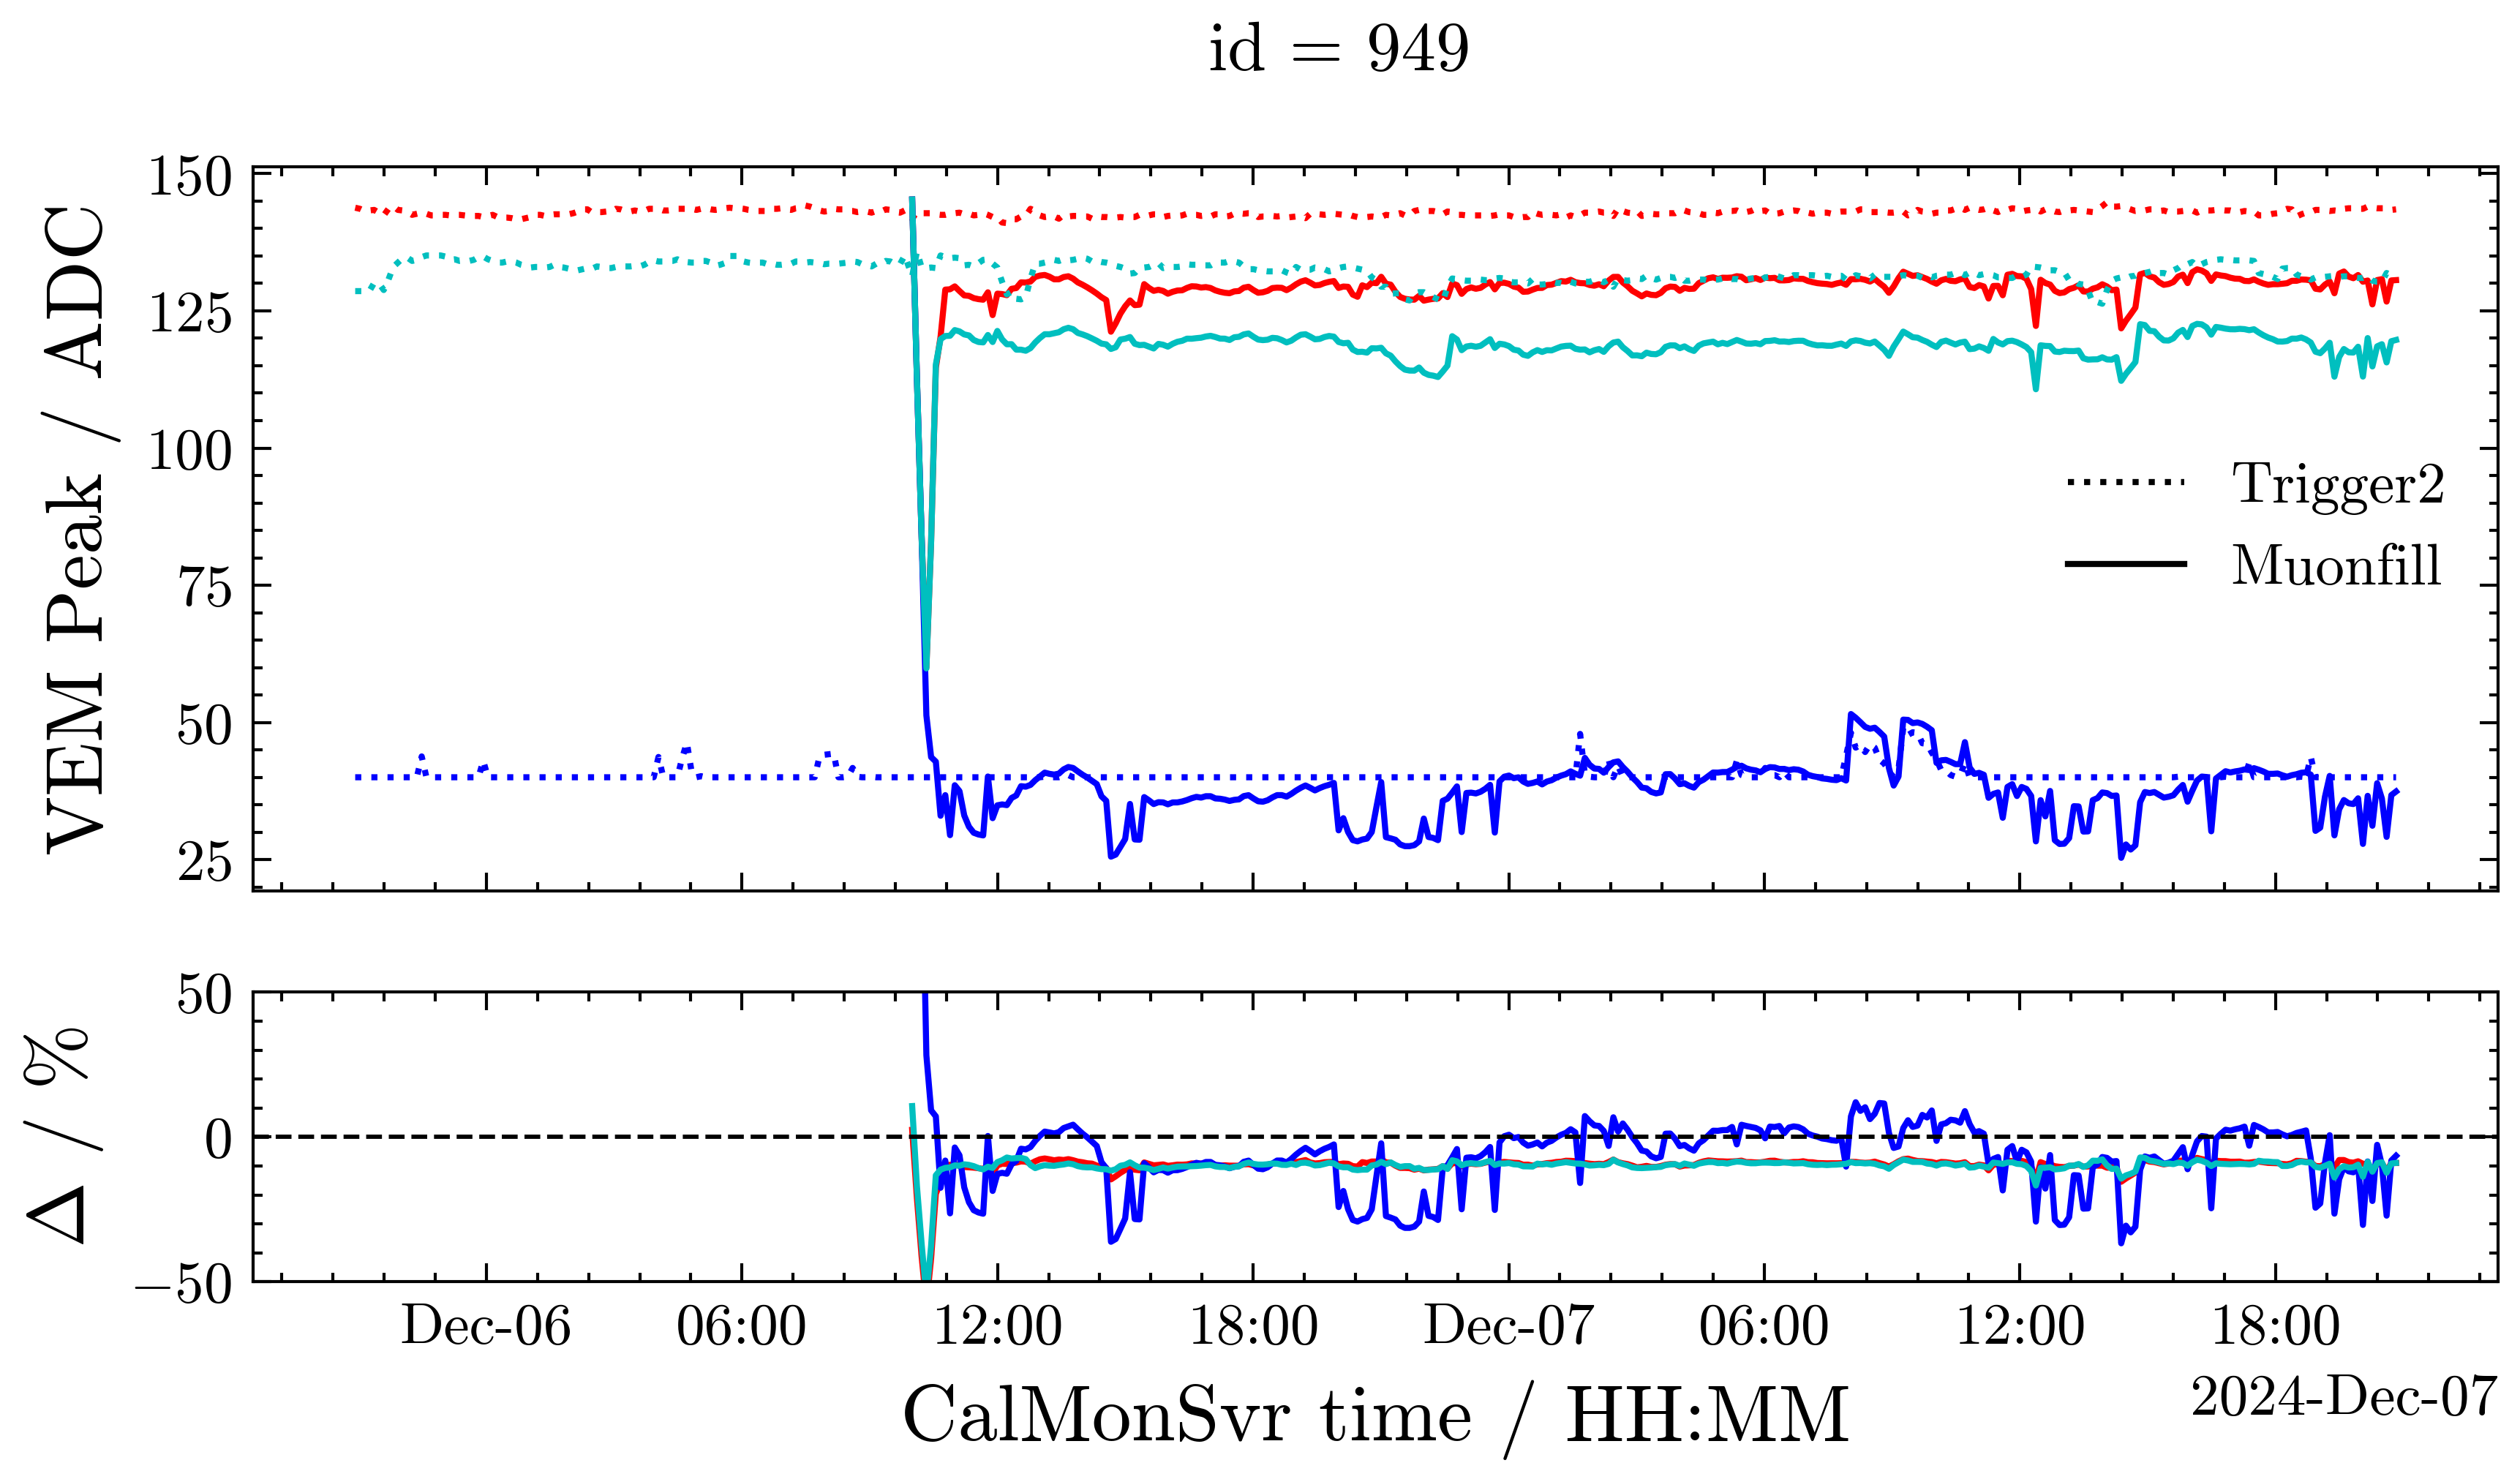 id = 949
VEM Peak / ADC
150
125
100
75
50
25
Trigger2
Muonfill
Δ / %
50
0
−50
Dec-06 06:00 12:00 18:00 Dec-07 06:00 12:00 18:00
2024-Dec-07
CalMonSvr time / HH:MM